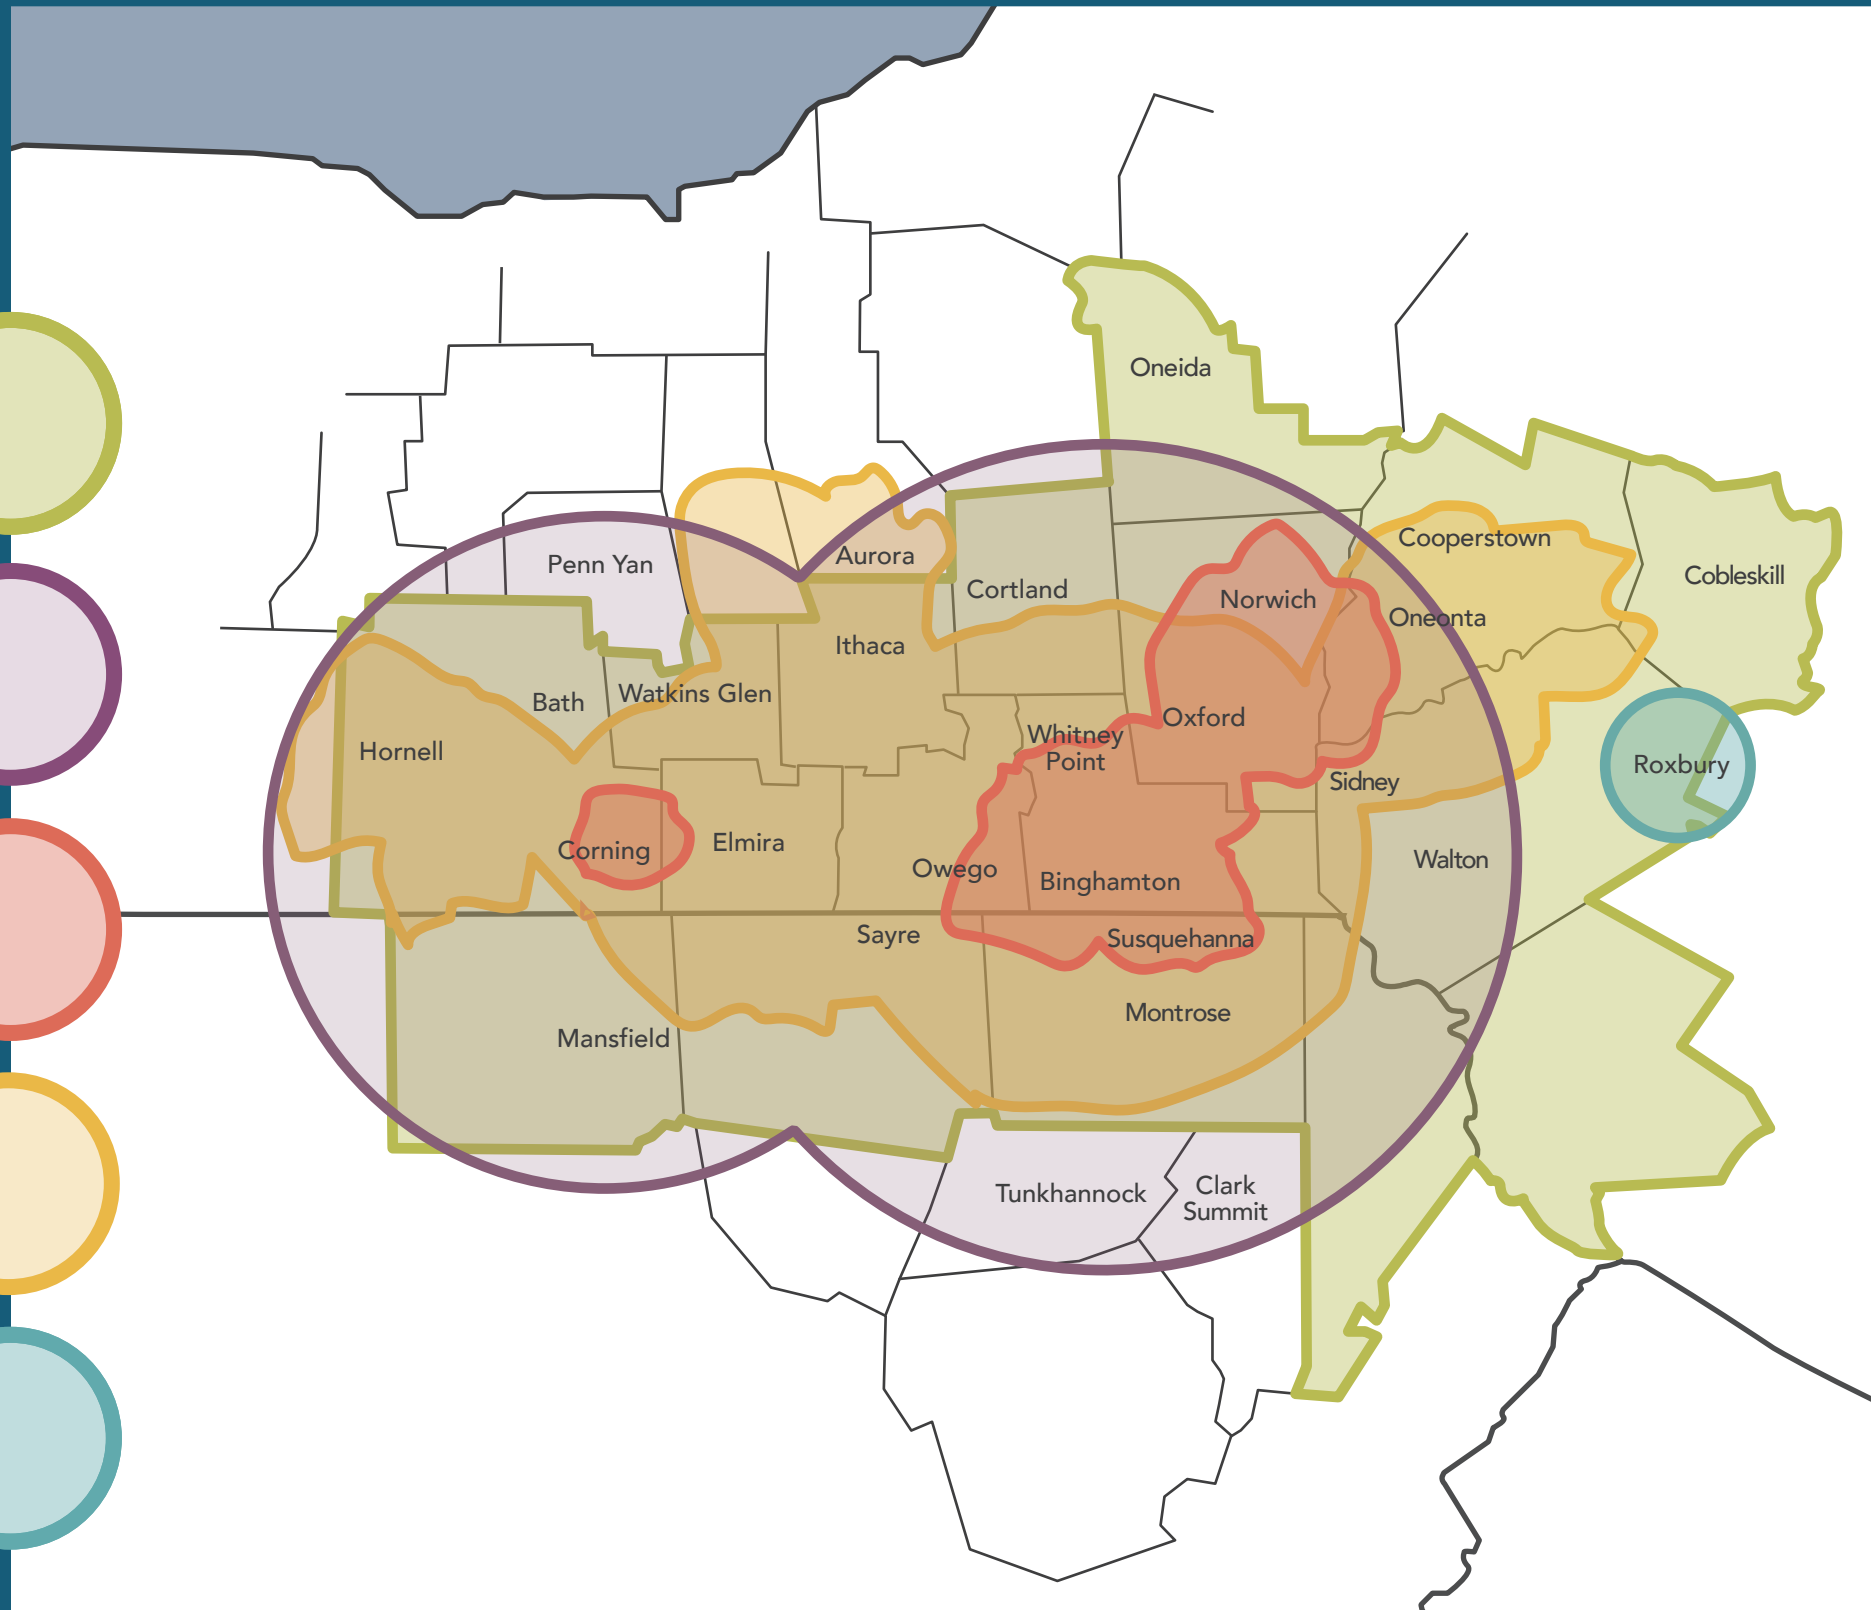 Oneida
Cooperstown
Aurora
Penn Yan
Cobleskill
Cortland
Norwich
Oneonta
Ithaca
Watkins Glen
Bath
Oxford
Whitney
Point
Hornell
Roxbury
Sidney
Elmira
Corning
Walton
Owego
Binghamton
Sayre
Susquehanna
Montrose
Mansfield
Tunkhannock
Clark
Summit